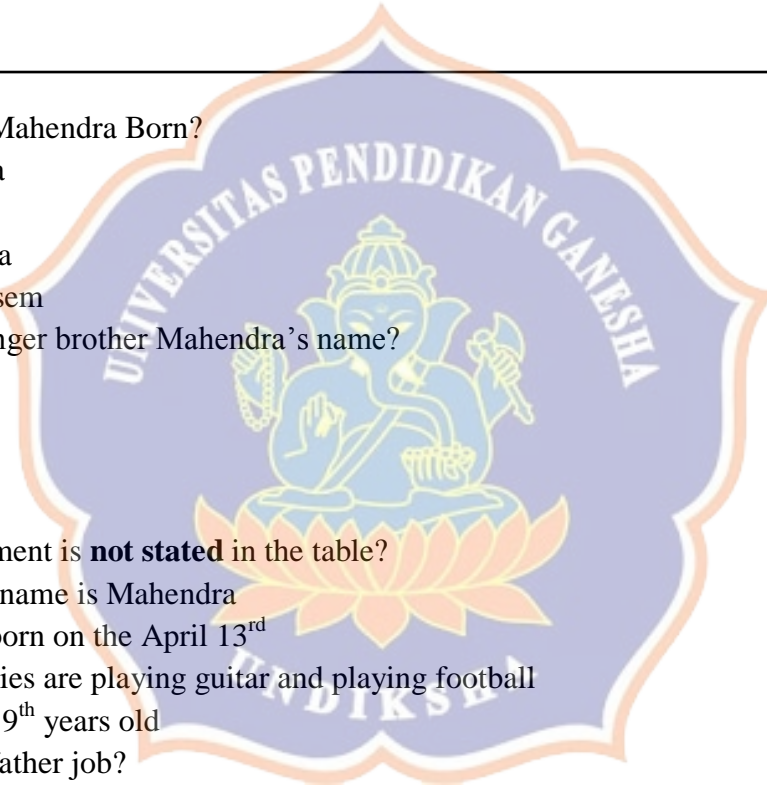 Mahendra Born?
a
a
sem
nger brother Mahendra’s name?
ment is not stated in the table?
name is Mahendra
born on the April 13rd
ies are playing guitar and playing football
9th years old
father job?
UNIVERSITAS PENDIDIKAN GANESHA
UNDIKSHA